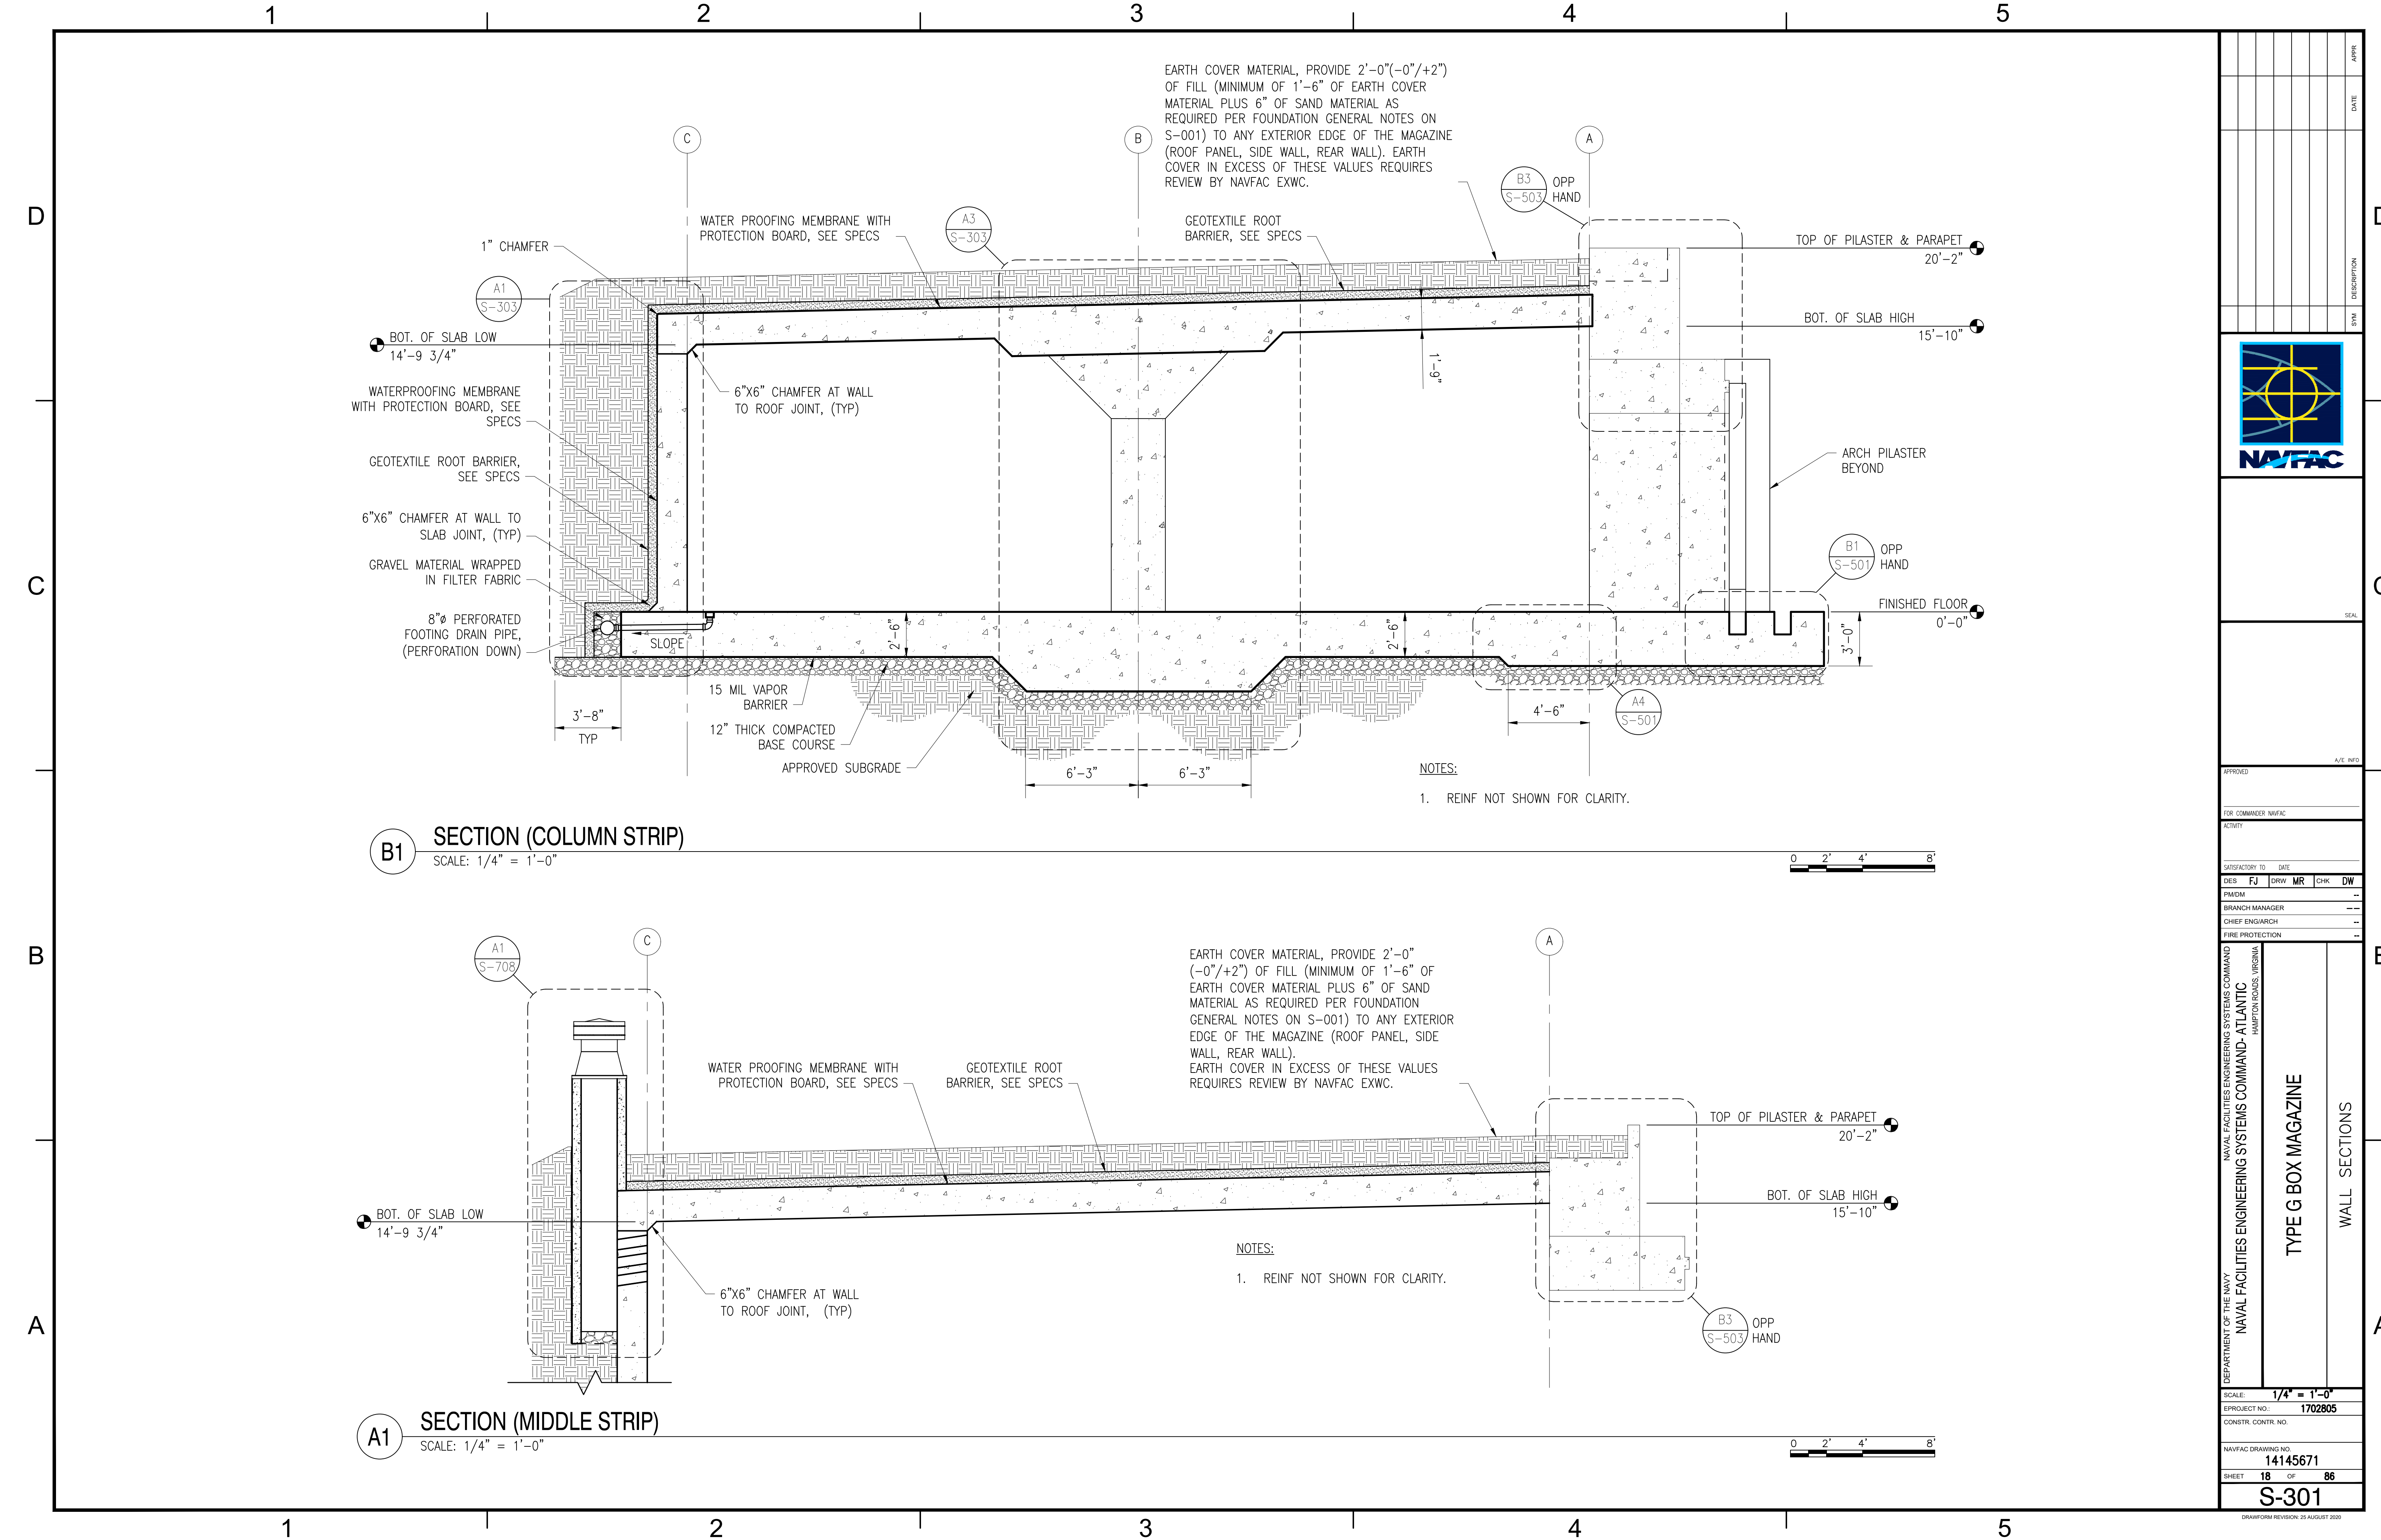 1 2 3 4 5
D
C
B
A
EARTH COVER MATERIAL, PROVIDE 2'-0"(-0"/+2")
OF FILL (MINIMUM OF 1'-6" OF EARTH COVER
MATERIAL PLUS 6" OF SAND MATERIAL AS
REQUIRED PER FOUNDATION GENERAL NOTES ON
S-001) TO ANY EXTERIOR EDGE OF THE MAGAZINE
(ROOF PANEL, SIDE WALL, REAR WALL). EARTH
COVER IN EXCESS OF THESE VALUES REQUIRES
REVIEW BY NAVFAC EXWC.
C
B
A
B3
S-503
OPP
HAND
A3
S-303
WATER PROOFING MEMBRANE WITH
PROTECTION BOARD, SEE SPECS
GEOTEXTILE ROOT
BARRIER, SEE SPECS
1" CHAMFER
TOP OF PILASTER & PARAPET
20'-2"
A1
S-303
BOT. OF SLAB LOW
14'-9 3/4"
BOT. OF SLAB HIGH
15'-10"
1'-9"
WATERPROOFING MEMBRANE
WITH PROTECTION BOARD, SEE
SPECS
6"X6" CHAMFER AT WALL
TO ROOF JOINT, (TYP)
GEOTEXTILE ROOT BARRIER,
SEE SPECS
ARCH PILASTER
BEYOND
6"X6" CHAMFER AT WALL TO
SLAB JOINT, (TYP)
B1
S-501
OPP
HAND
GRAVEL MATERIAL WRAPPED
IN FILTER FABRIC
8"ø PERFORATED
FOOTING DRAIN PIPE,
(PERFORATION DOWN)
SLOPE
2'-6"
2'-6"
FINISHED FLOOR
0'-0"
3'-0"
15 MIL VAPOR
BARRIER
A4
S-501
3'-8"
TYP
4'-6"
12" THICK COMPACTED
BASE COURSE
APPROVED SUBGRADE
6'-3" 6'-3"
NOTES:
1. REINF NOT SHOWN FOR CLARITY.
B1
SECTION (COLUMN STRIP)
SCALE: 1/4" = 1'-0"
0 2' 4' 8'
A1
S-708
C
A
EARTH COVER MATERIAL, PROVIDE 2'-0"
(-0"/+2") OF FILL (MINIMUM OF 1'-6" OF
EARTH COVER MATERIAL PLUS 6" OF SAND
MATERIAL AS REQUIRED PER FOUNDATION
GENERAL NOTES ON S-001) TO ANY EXTERIOR
EDGE OF THE MAGAZINE (ROOF PANEL, SIDE
WALL, REAR WALL).
EARTH COVER IN EXCESS OF THESE VALUES
REQUIRES REVIEW BY NAVFAC EXWC.
WATER PROOFING MEMBRANE WITH
PROTECTION BOARD, SEE SPECS
GEOTEXTILE ROOT
BARRIER, SEE SPECS
TOP OF PILASTER & PARAPET
20'-2"
BOT. OF SLAB LOW
14'-9 3/4"
BOT. OF SLAB HIGH
15'-10"
NOTES:
1. REINF NOT SHOWN FOR CLARITY.
6"X6" CHAMFER AT WALL
TO ROOF JOINT, (TYP)
B3
S-503
OPP
HAND
A1
SECTION (MIDDLE STRIP)
SCALE: 1/4" = 1'-0"
0 2' 4' 8'
1 2 3 4 5
APPR.
DATE
DESCRIPTION
SYM
NAVFAC
SEAL
A/E INFO
APPROVED
FOR COMMANDER NAVFAC
ACTIVITY
SATISFACTORY TO DATE
DES FJ DRW MR CHK DW
PM/DM --
BRANCH MANAGER ----
CHIEF ENG/ARCH --
FIRE PROTECTION --
DEPARTMENT OF THE NAVY NAVAL FACILITIES ENGINEERING SYSTEMS COMMAND
NAVAL FACILITIES ENGINEERING SYSTEMS COMMAND- ATLANTIC
HAMPTON ROADS, VIRGINIA
TYPE G BOX MAGAZINE
WALL SECTIONS
SCALE: 1/4" = 1'-0"
EPROJECT NO.: 1702805
CONSTR. CONTR. NO.
NAVFAC DRAWING NO.
14145671
SHEET 18 OF 86
S-301
DRAWFORM REVISION: 25 AUGUST 2020
D
C
B
A